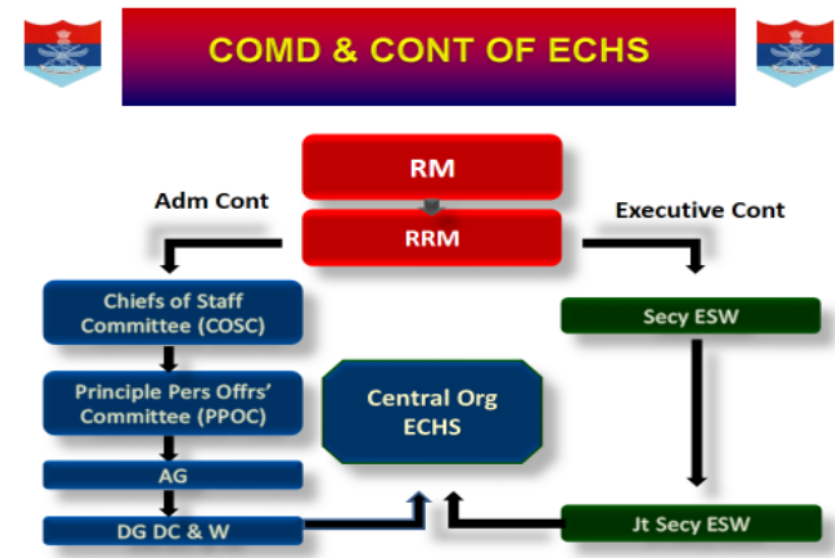 COMD & CONT OF ECHS
RM
Adm Cont
Executive Cont
RRM
Chiefs of Staff
Committee (COSC)
Secy ESW
Principle Pers Offrs’
Committee (PPOC)
Central Org
ECHS
AG
DG DC & W
Jt Secy ESW